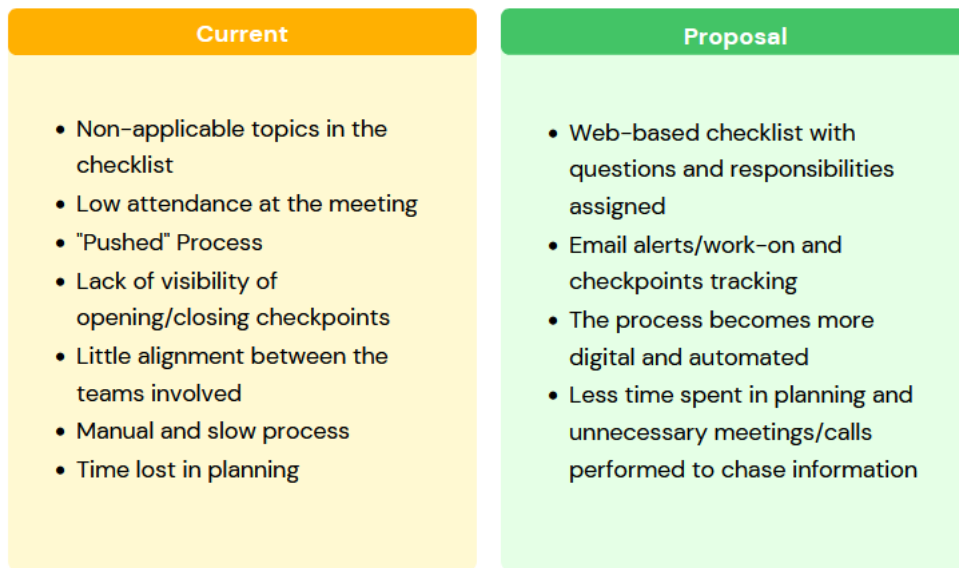 Current
• Non-applicable topics in the
checklist
• Low attendance at the meeting
• "Pushed" Process
• Lack of visibility of
opening/closing checkpoints
• Little alignment between the
teams involved
• Manual and slow process
• Time lost in planning
Proposal
• Web-based checklist with
questions and responsibilities
assigned
• Email alerts/work-on and
checkpoints tracking
• The process becomes more
digital and automated
• Less time spent in planning and
unnecessary meetings/calls
performed to chase information